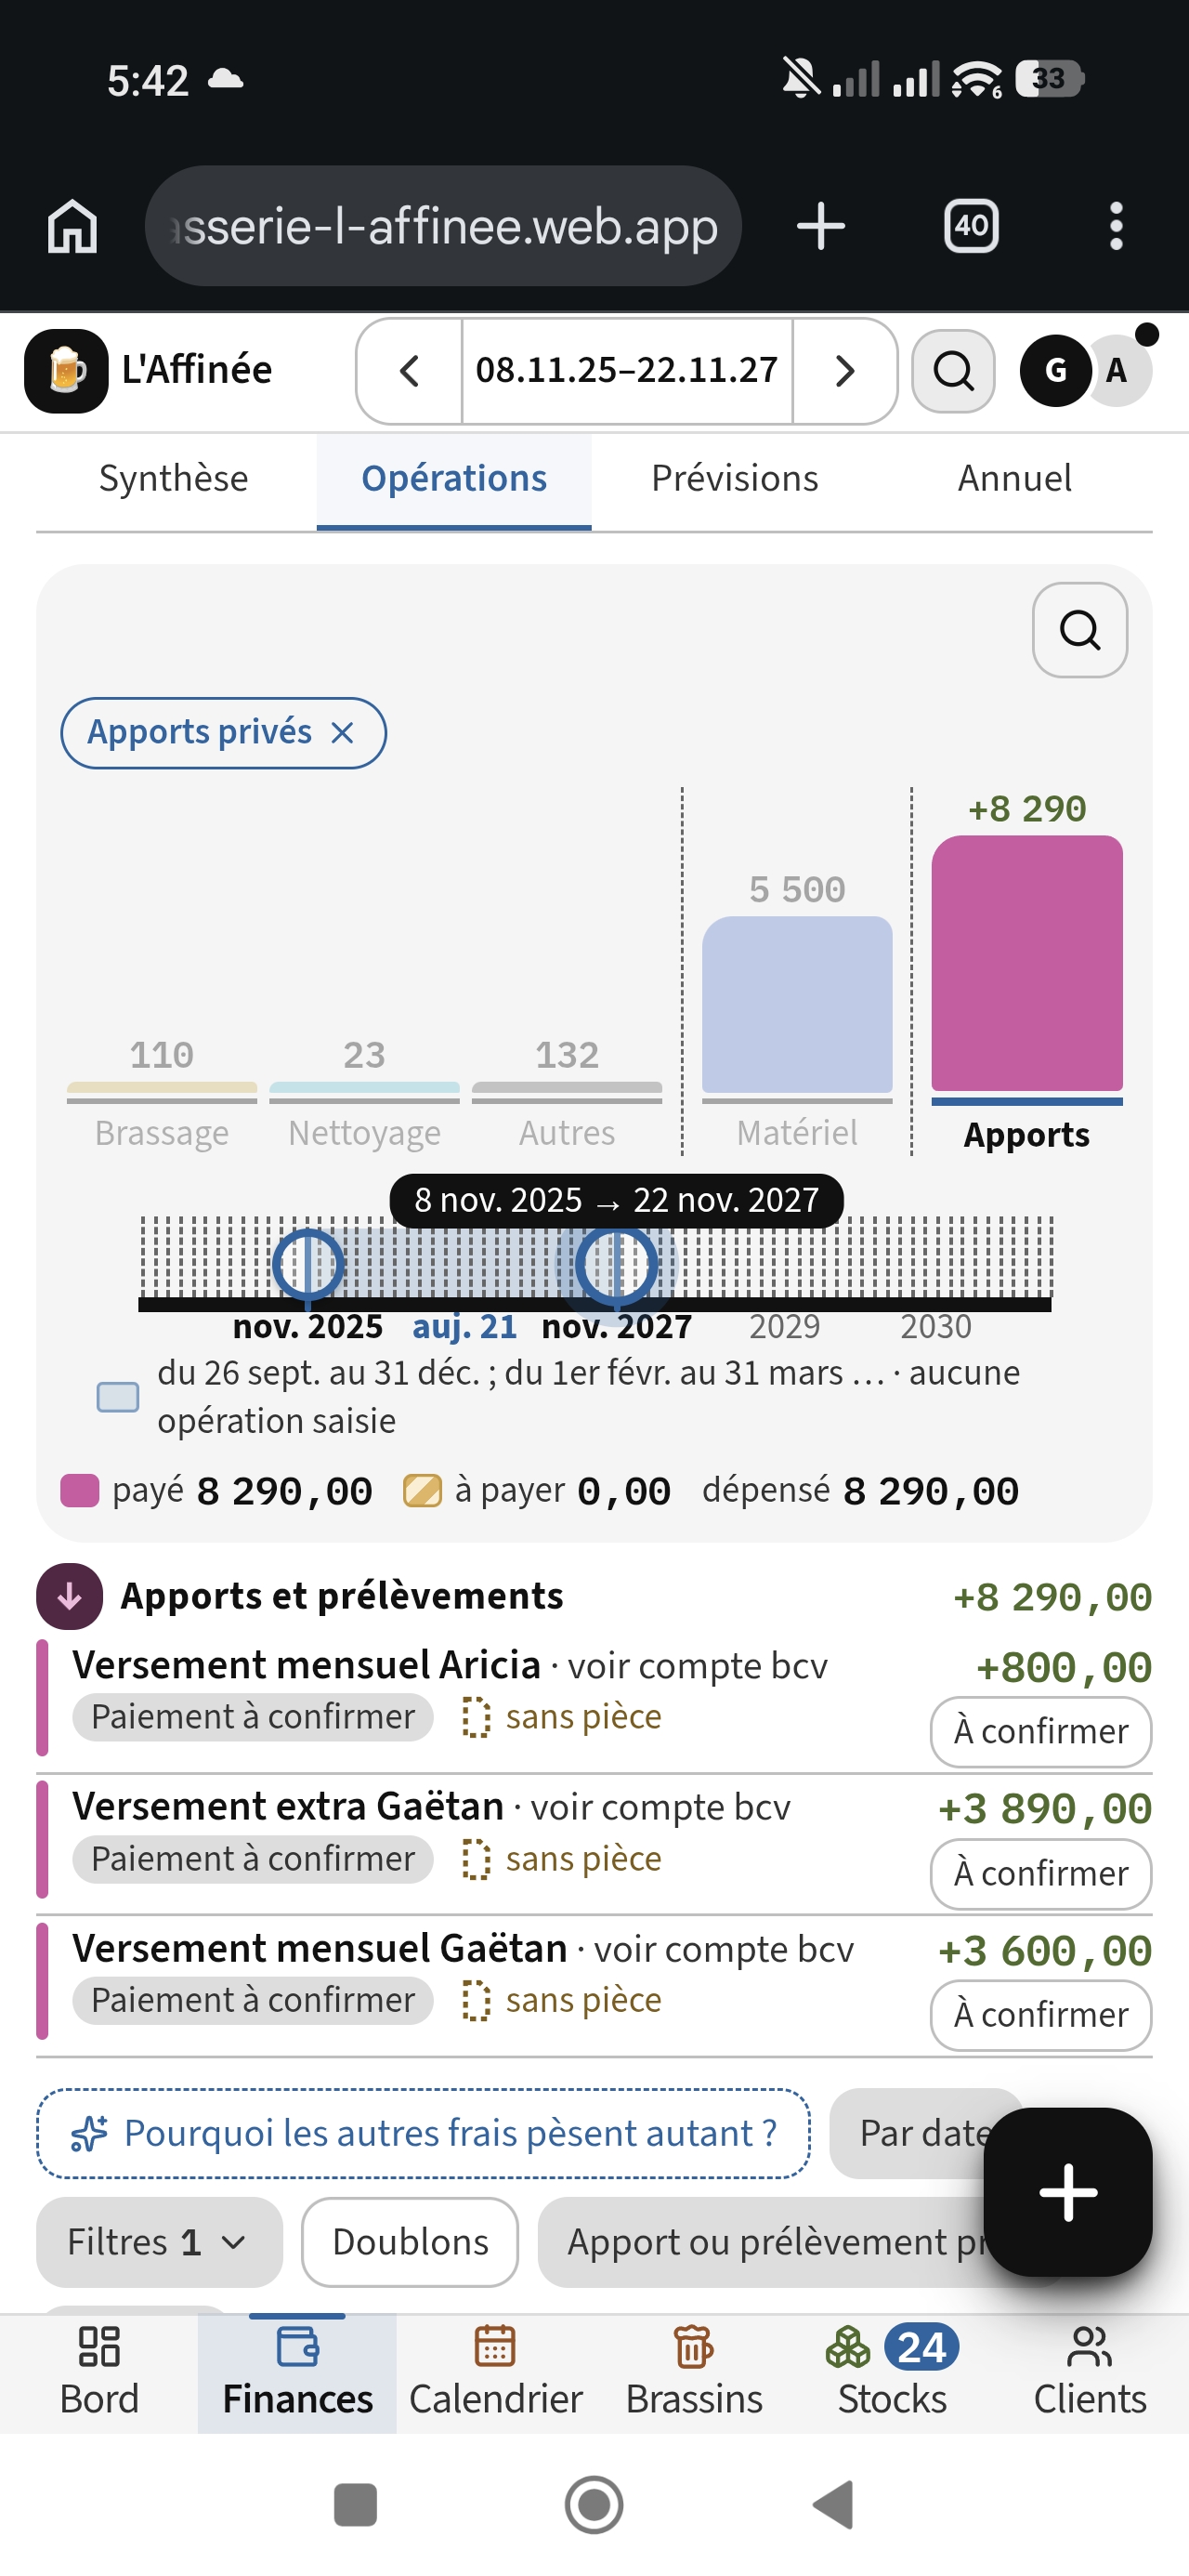 5:42
33
6
asserie-l-affinee.web.app
40
L'Affinée
08.11.25–22.11.27
G
A
Synthèse
Opérations
Prévisions
Annuel
Apports privés
+8 290
5 500
110
23
132
Brassage
Nettoyage
Autres
Matériel
Apports
8 nov. 2025 → 22 nov. 2027
nov. 2025
auj. 21
nov. 2027
2029
2030
du 26 sept. au 31 déc. ; du 1er févr. au 31 mars … · aucune
opération saisie
payé 8 290,00 à payer 0,00 dépensé 8 290,00
Apports et prélèvements +8 290,00
Versement mensuel Aricia · voir compte bcv +800,00
Paiement à confirmer sans pièce À confirmer
Versement extra Gaëtan · voir compte bcv +3 890,00
Paiement à confirmer sans pièce À confirmer
Versement mensuel Gaëtan · voir compte bcv +3 600,00
Paiement à confirmer sans pièce À confirmer
Pourquoi les autres frais pèsent autant ?
Par date
Filtres 1
Doublons
Apport ou prélèvement pr
24
Bord
Finances
Calendrier
Brassins
Stocks
Clients